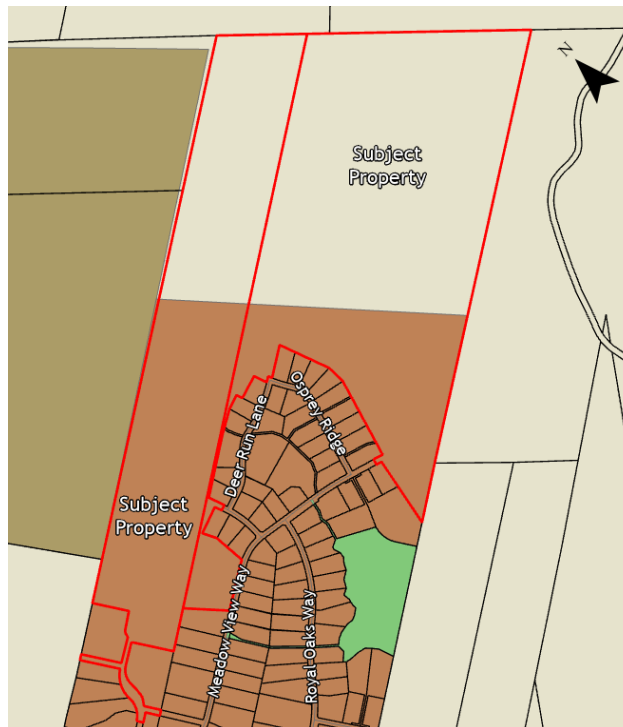 N
Subject
Property
Osprey Ridge
Deer Run Lane
Subject
Property
Meadow View Way
Royal Oaks Way